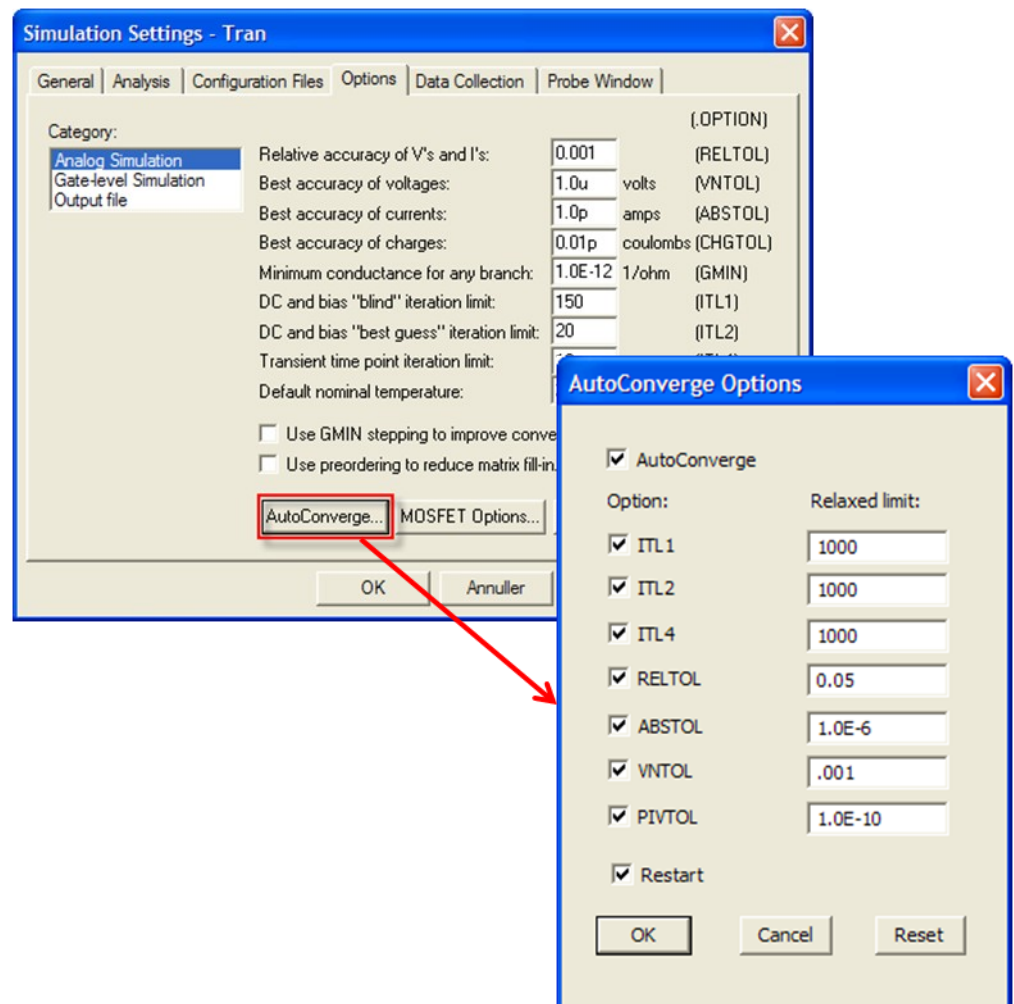 Simulation Settings - Tran
General Analysis Configuration Files Options Data Collection Probe Window
(.OPTION)
Category:
Analog Simulation
Gate-level Simulation
Output file
Relative accuracy of V's and I's: 0.001 (RELTOL)
Best accuracy of voltages: 1.0u volts (VNTOL)
Best accuracy of currents: 1.0p amps (ABSTOL)
Best accuracy of charges: 0.01p coulombs (CHGTOL)
Minimum conductance for any branch: 1.0E-12 1/ohm (GMIN)
DC and bias "blind" iteration limit: 150 (ITL1)
DC and bias "best guess" iteration limit: 20 (ITL2)
Transient time point iteration limit:
Default nominal temperature:
Use GMIN stepping to improve conve
Use preordering to reduce matrix fill-in.
AutoConverge... MOSFET Options...
OK Annuller
AutoConverge Options
AutoConverge
Option: Relaxed limit:
ITL1 1000
ITL2 1000
ITL4 1000
RELTOL 0.05
ABSTOL 1.0E-6
VNTOL .001
PIVTOL 1.0E-10
Restart
OK Cancel Reset